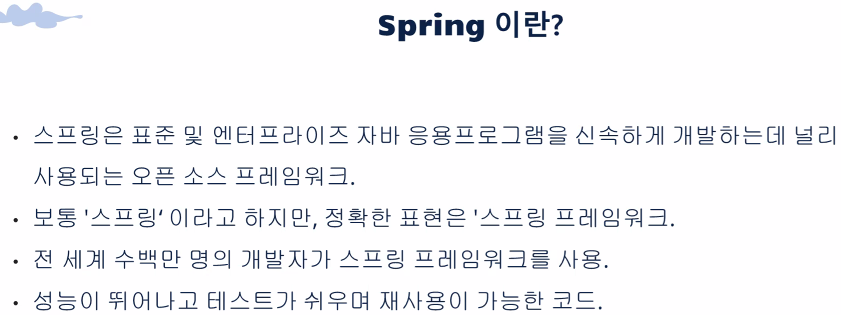 Spring 이란?
• 스프링은 표준 및 엔터프라이즈 자바 응용프로그램을 신속하게 개발하는데 널리
사용되는 오픈 소스 프레임워크.
• 보통 '스프링‘ 이라고 하지만, 정확한 표현은 '스프링 프레임워크.
• 전 세계 수백만 명의 개발자가 스프링 프레임워크를 사용.
• 성능이 뛰어나고 테스트가 쉬우며 재사용이 가능한 코드.